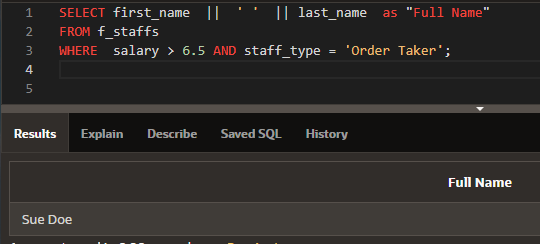 1 SELECT first_name || ' ' || last_name as "Full Name"
2 FROM f_staffs
3 WHERE salary > 6.5 AND staff_type = 'Order Taker';
4
5
Results Explain Describe Saved SQL History
Full Name
Sue Doe